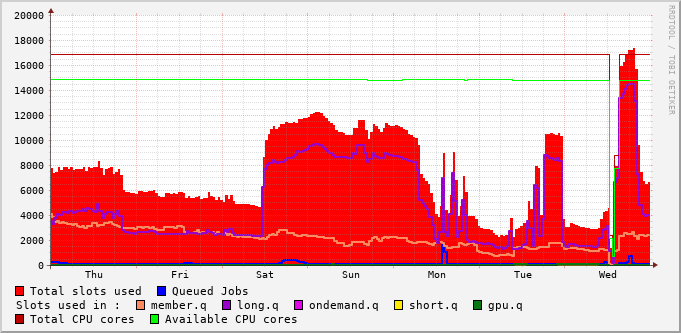 20000
18000
16000
14000
12000
10000
8000
6000
4000
2000
0
Thu Fri Sat Sun Mon Tue Wed
RRDTOOL / TOBI OETIKER
Total slots used Queued Jobs
Slots used in : member.q long.q ondemand.q short.q gpu.q
Total CPU cores Available CPU cores